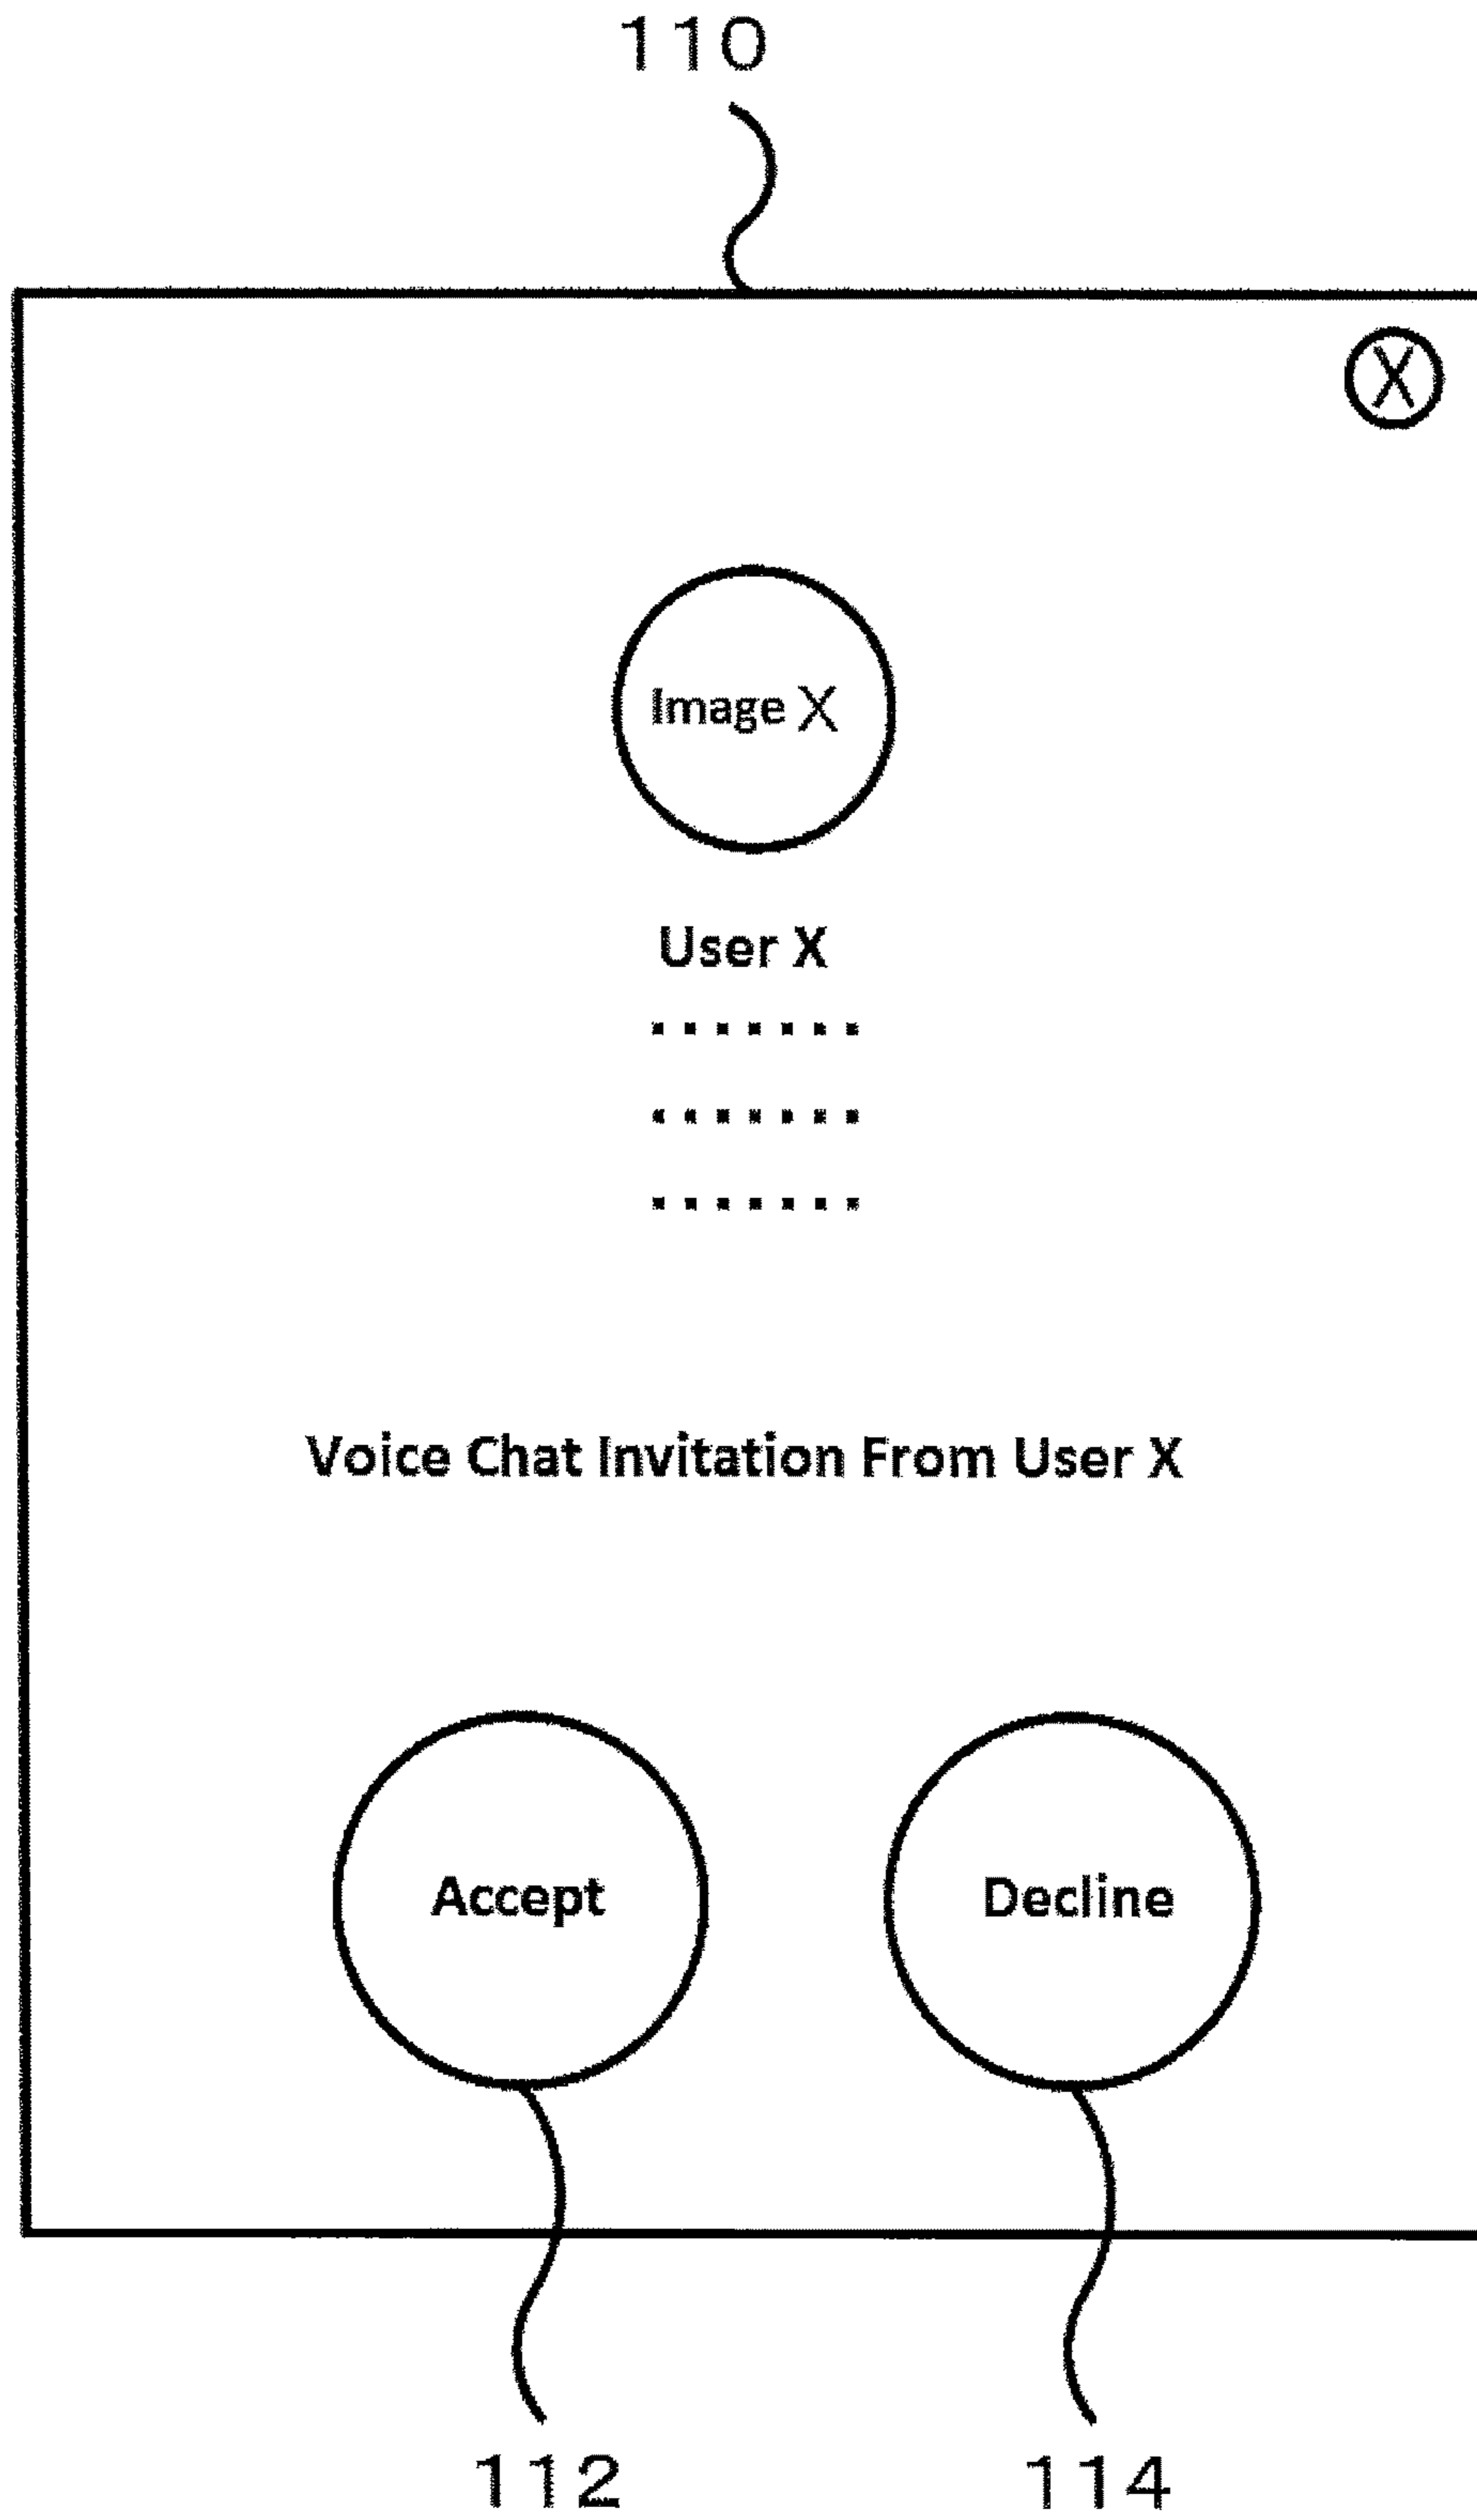 110
X
Image X
User X
.......
.......
.......
Voice Chat Invitation From User X
Accept Decline
112 114